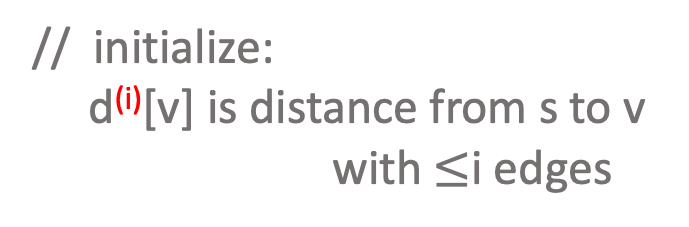 // initialize:
d(i)[v] is distance from s to v
with ≤i edges